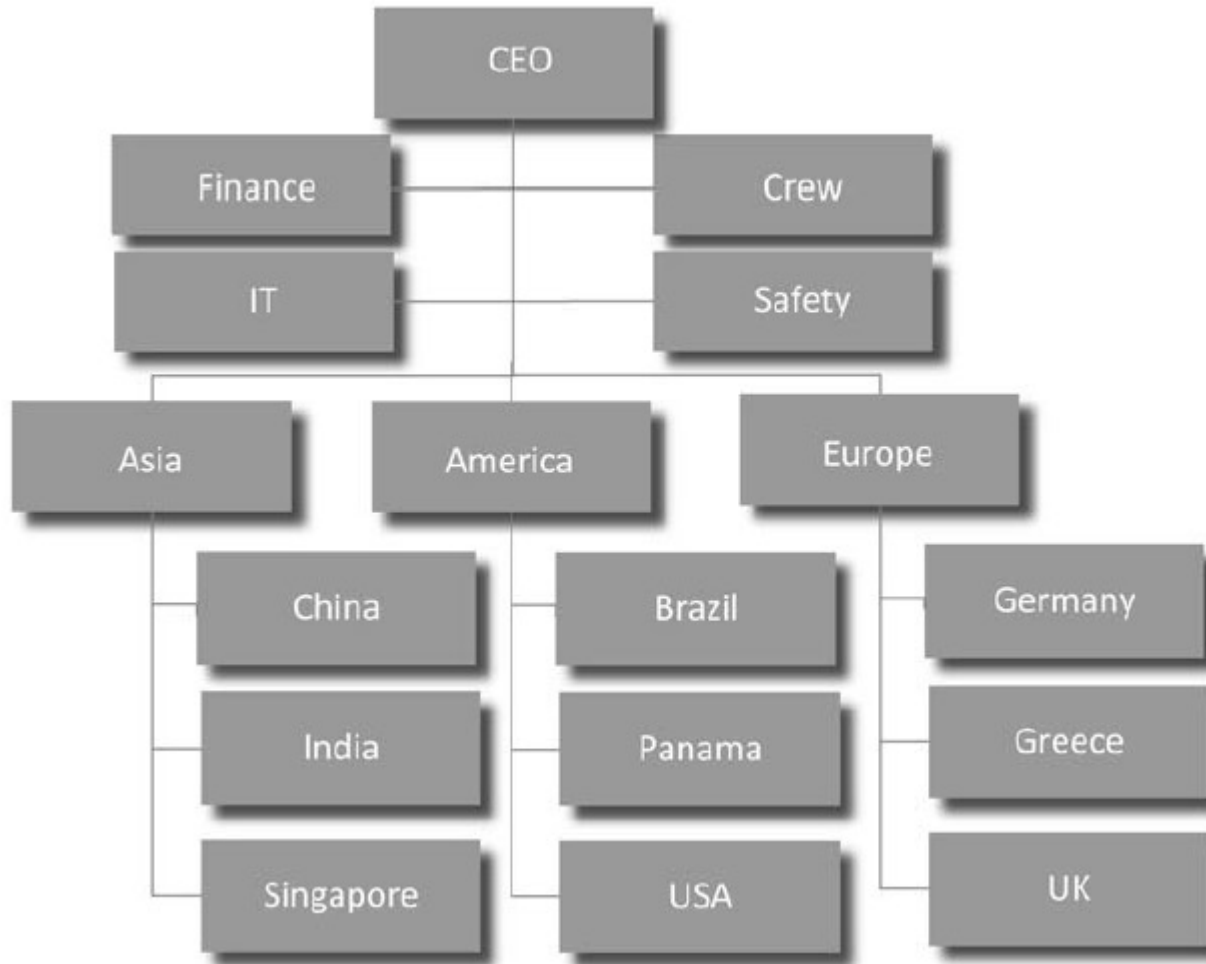 CEO
Finance
Crew
IT
Safety
Asia
America
Europe
China
Brazil
Germany
India
Panama
Greece
Singapore
USA
UK